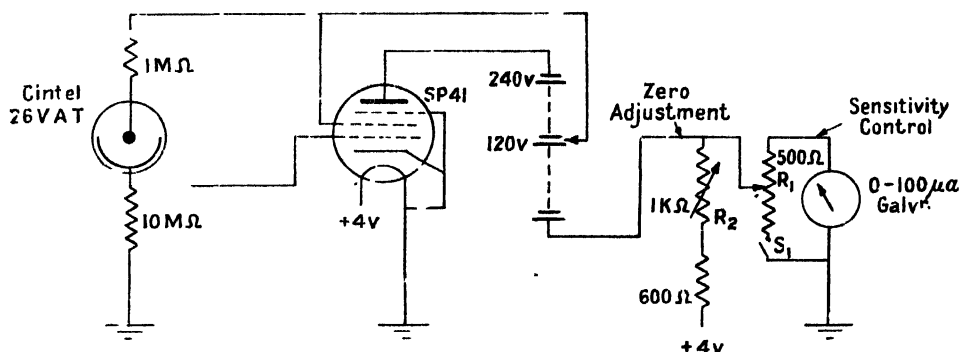 1MΩ
Cintel
26VAT
10MΩ
SP41
+4v
240v
120v
Zero
Adjustment
1KΩ
R2
600Ω
+4v
Sensitivity
Control
500Ω
R1
S1
0-100μa
Galvr.